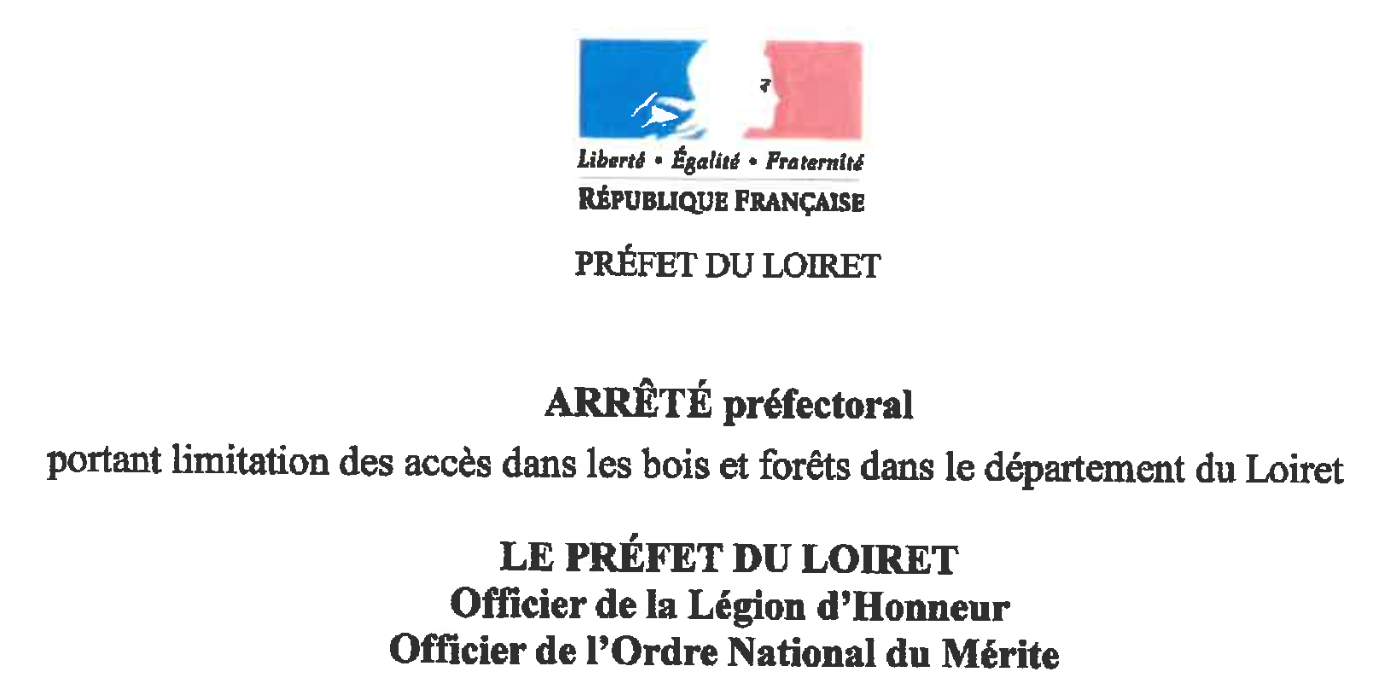 Liberté • Égalité • Fraternité
RÉPUBLIQUE FRANÇAISE
PRÉFET DU LOIRET
ARRÊTÉ préfectoral
portant limitation des accès dans les bois et forêts dans le département du Loiret
LE PRÉFET DU LOIRET
Officier de la Légion d'Honneur
Officier de l'Ordre National du Mérite